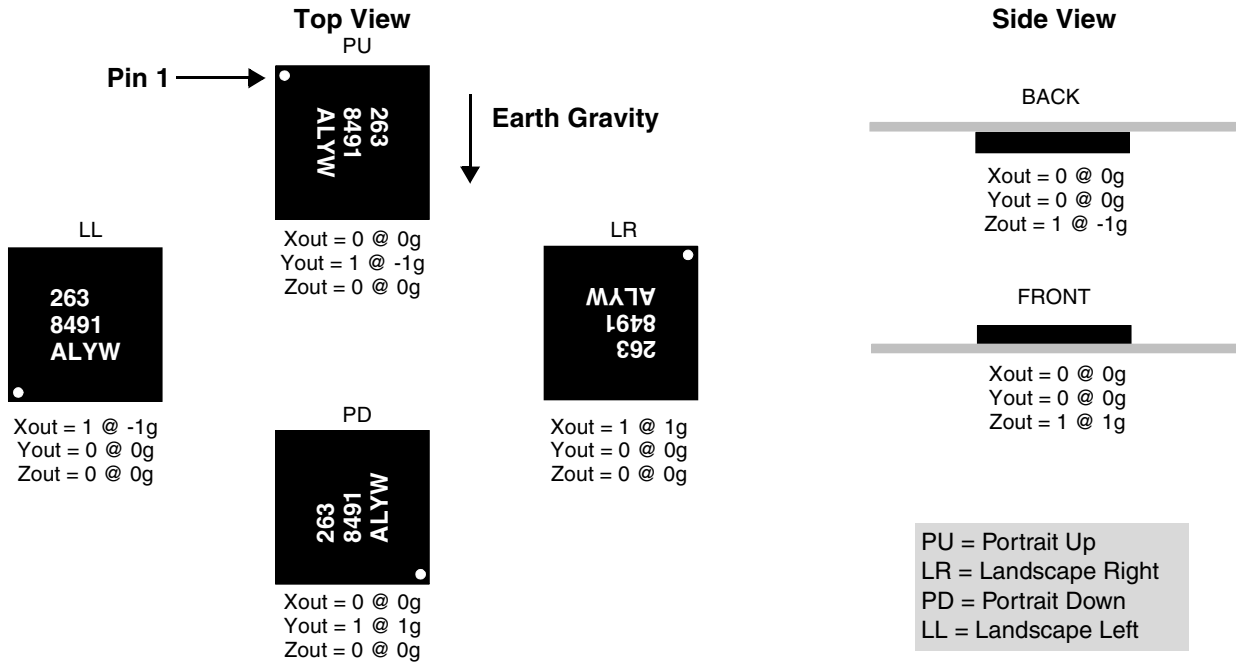 Top View
PU
Pin 1
263
8491
ALYW
Earth Gravity
Xout = 0 @ 0g
Yout = 1 @ -1g
Zout = 0 @ 0g
LL
263
8491
ALYW
Xout = 1 @ -1g
Yout = 0 @ 0g
Zout = 0 @ 0g
LR
263
8491
ALYW
Xout = 1 @ 1g
Yout = 0 @ 0g
Zout = 0 @ 0g
PD
263
8491
ALYW
Xout = 0 @ 0g
Yout = 1 @ 1g
Zout = 0 @ 0g
Side View
BACK
Xout = 0 @ 0g
Yout = 0 @ 0g
Zout = 1 @ -1g
FRONT
Xout = 0 @ 0g
Yout = 0 @ 0g
Zout = 1 @ 1g
PU = Portrait Up
LR = Landscape Right
PD = Portrait Down
LL = Landscape Left